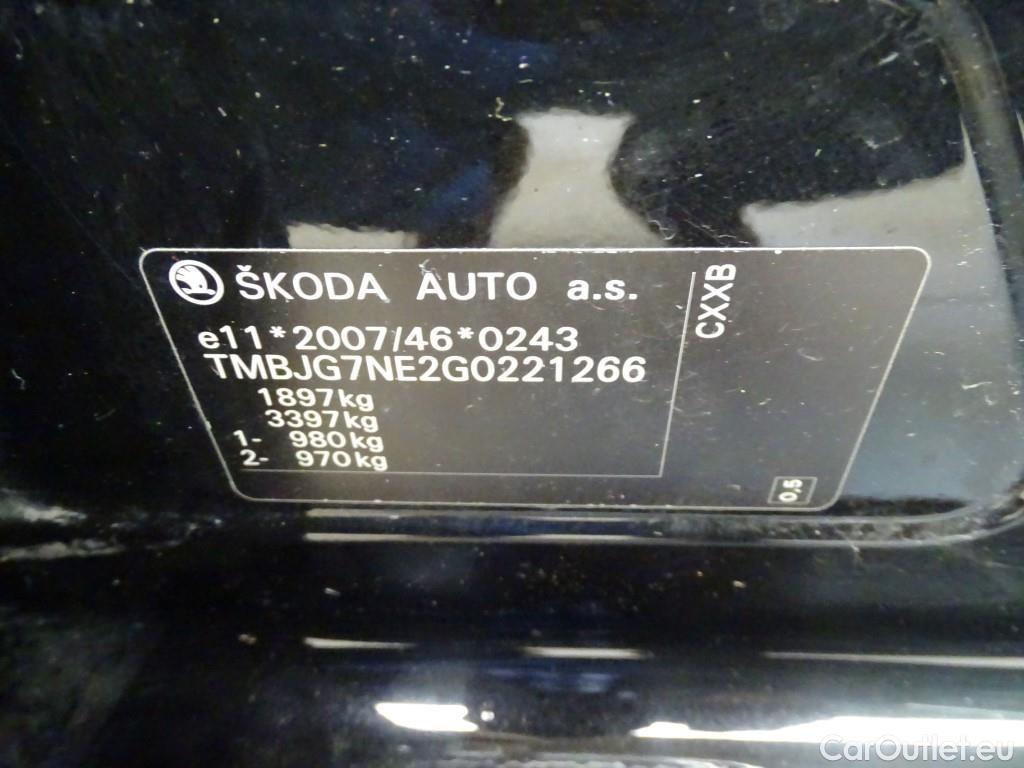 ŠKODA AUTO a.s.
e11*2007/46*0243
TMBJG7NE2G0221266
1897kg
3397kg
1- 980kg
2- 970kg
CXXB
0,5
CarOutlet.eu